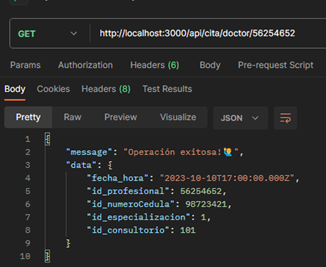 GET http://localhost:3000/api/cita/doctor/56254652
Params Authorization Headers (6) Body Pre-request Script
Body Cookies Headers (8) Test Results
Pretty Raw Preview Visualize JSON
1 {
2 "message": "Operación exitosa!🙋‍♂️",
3 "data": {
4 "fecha_hora": "2023-10-10T17:00:00.000Z",
5 "id_profesional": 56254652,
6 "id_numeroCedula": 98723421,
7 "id_especializacion": 1,
8 "id_consultorio": 101
9 }
10 }